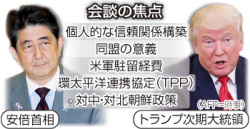 会談の焦点
個人的な信頼関係構築
同盟の意義
米軍駐留経費
環太平洋連携協定(TPP)
対中・対北朝鮮政策
安倍首相
(AFP=時事)
トランプ次期大統領